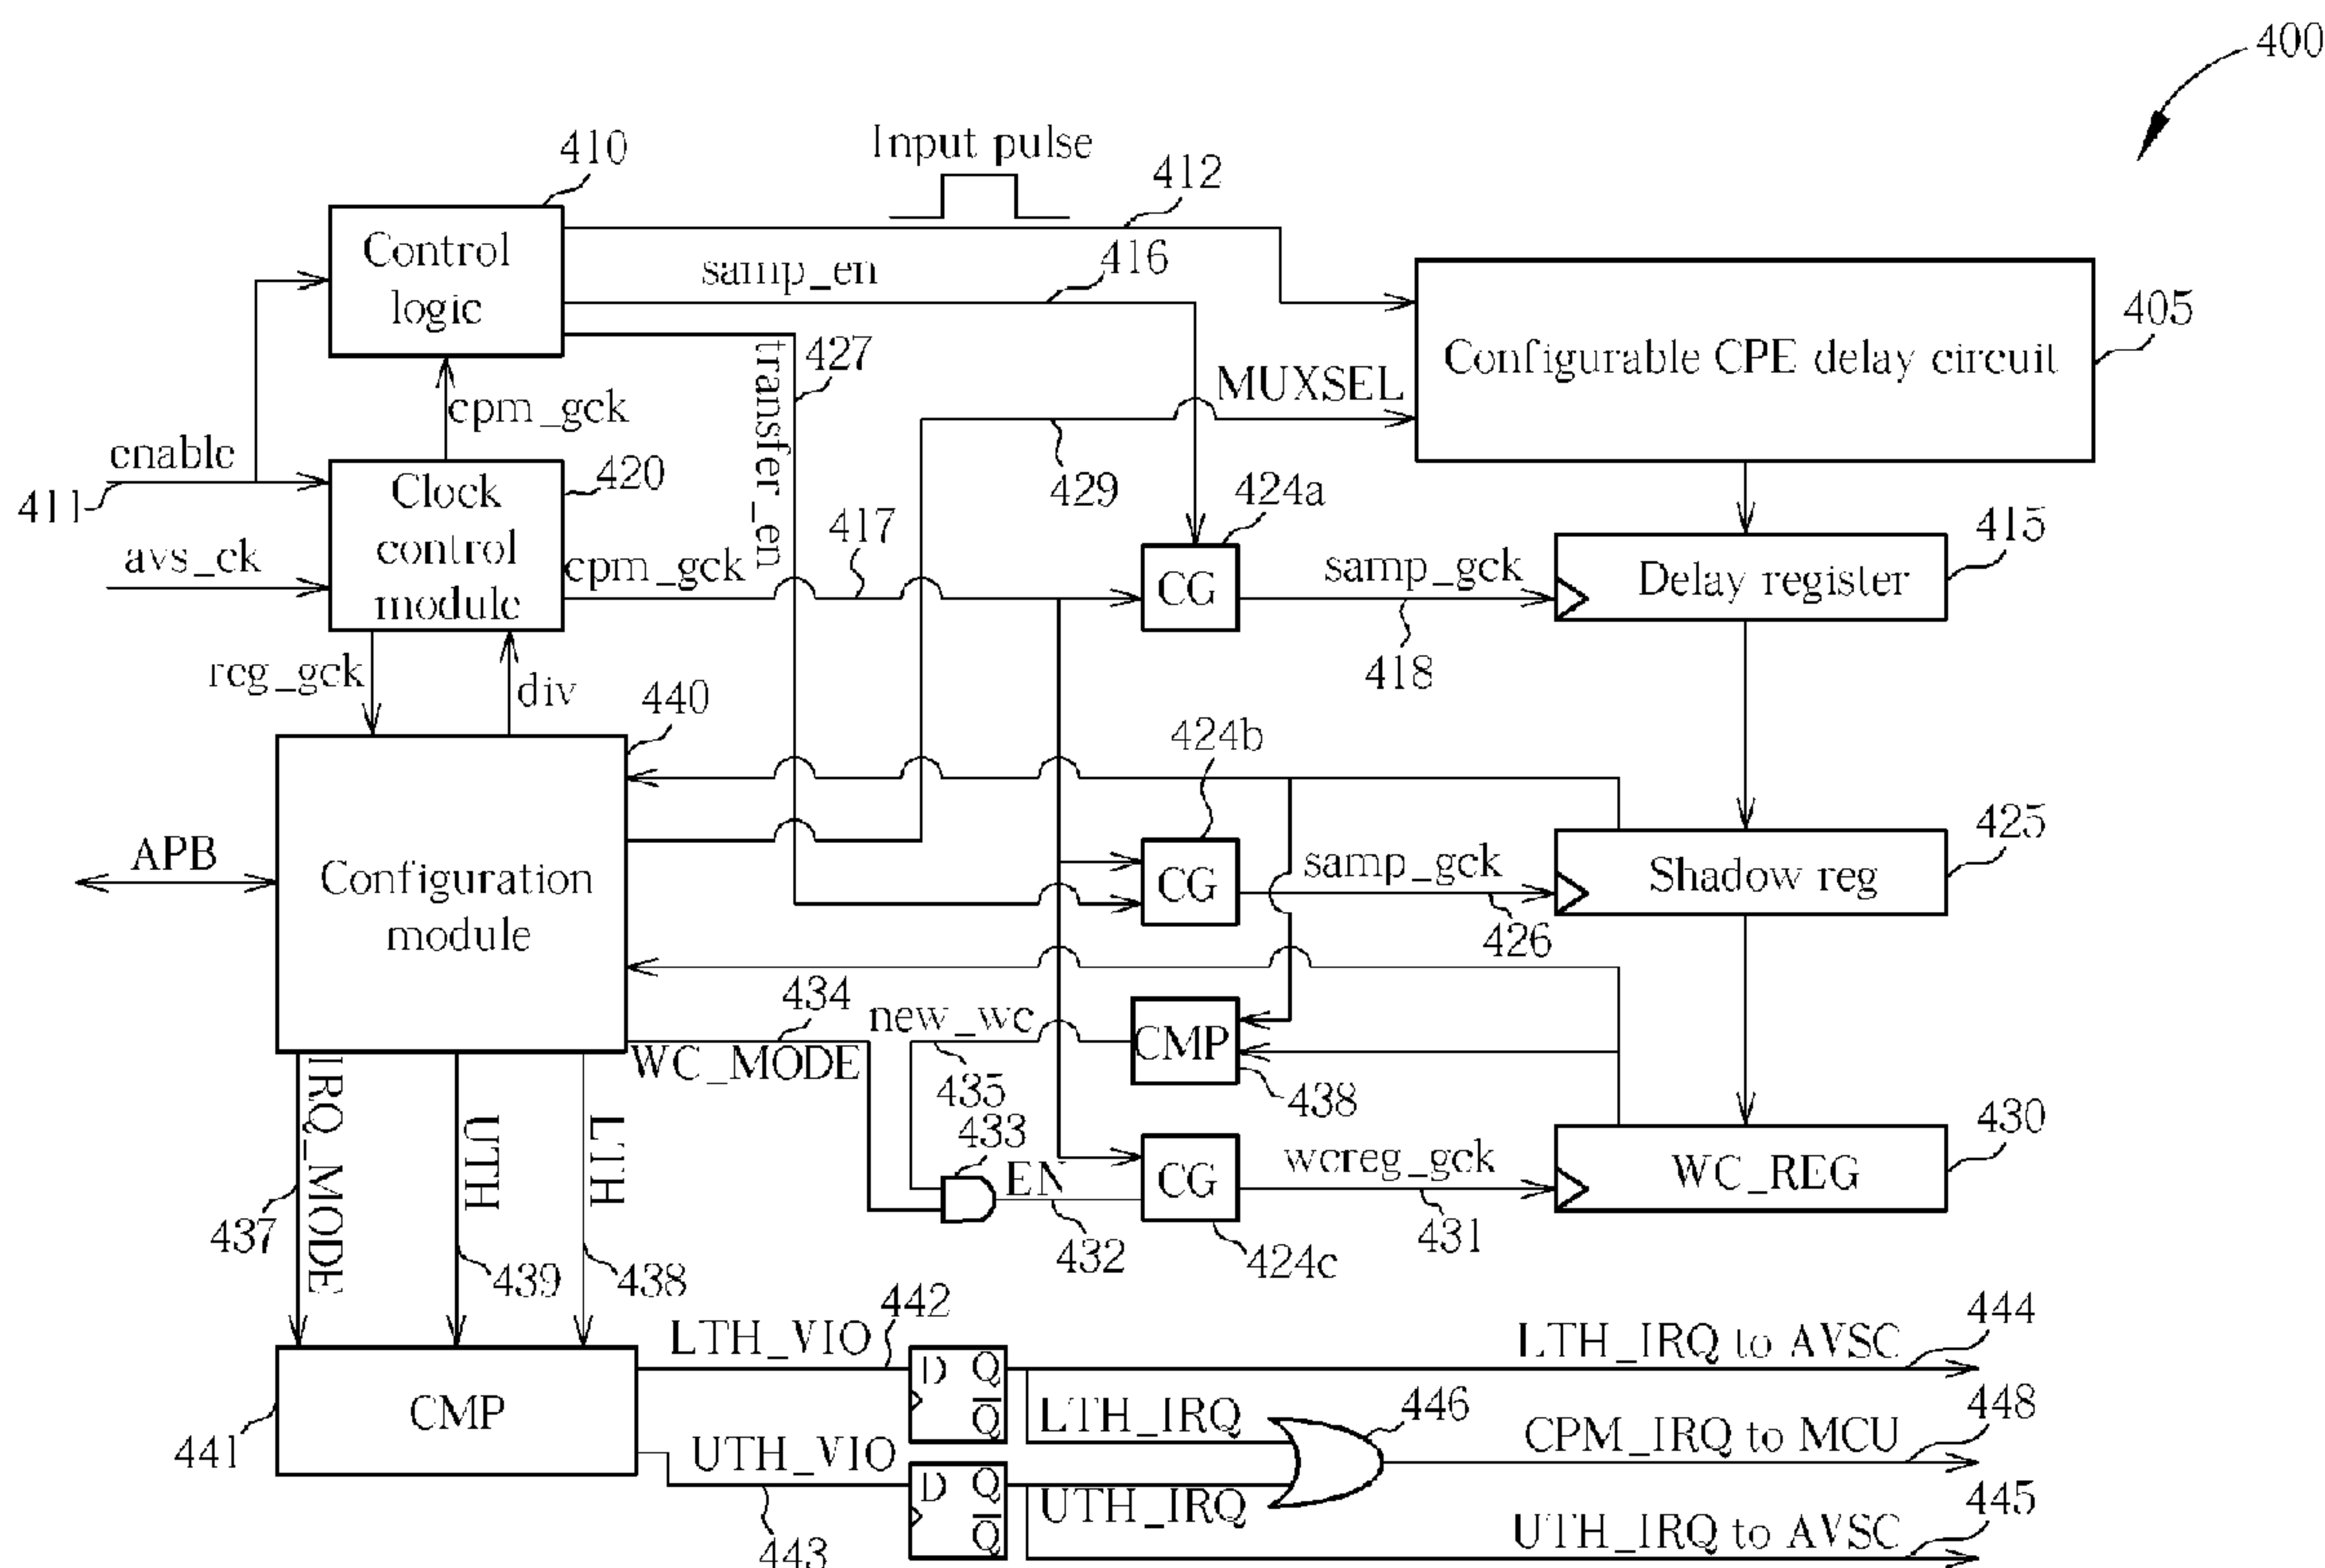 400
410
Input pulse
412
Control
logic
samp_en
416
405
Configurable CPE delay circuit
transfer_en
427
MUXSEL
cpm_gck
enable
411
Clock
control
module
420
429
424a
417
415
avs_ck
cpm_gck
CG
samp_gck
Delay register
418
reg_gck
div
440
424b
425
APB
Configuration
module
CG
samp_gck
Shadow reg
426
434
new_wc
CMP
WC_MODE
435
438
433
430
IRQ_MODE
UTH
LTH
EN
CG
wcreg_gck
WC_REG
437
432
431
424c
439
438
442
444
LTH_VIO
D
Q
Q
LTH_IRQ to AVSC
CMP
441
LTH_IRQ
446
448
CPM_IRQ to MCU
UTH_VIO
D
Q
Q
UTH_IRQ
445
443
UTH_IRQ to AVSC